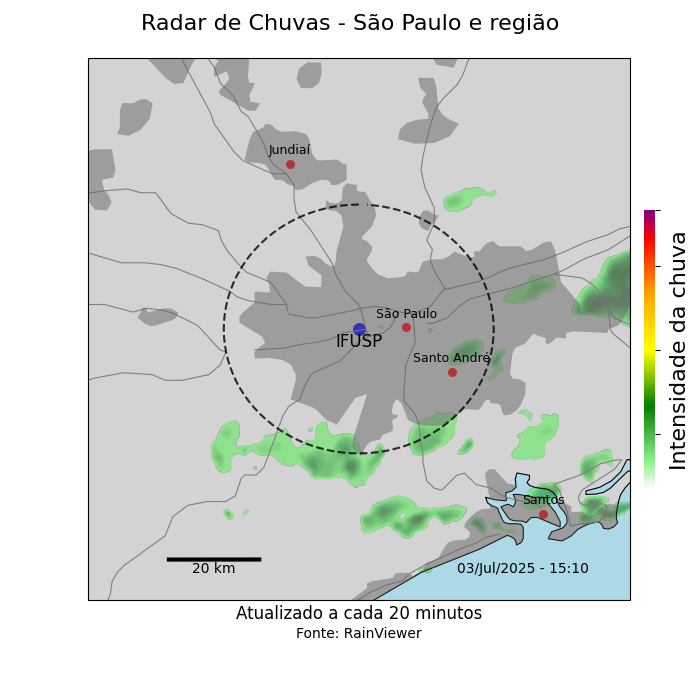 Radar de Chuvas - São Paulo e região
Jundiaí
São Paulo
IFUSP
Santo André
Santos
20 km
03/Jul/2025 - 15:10
Intensidade da chuva
Atualizado a cada 20 minutos
Fonte: RainViewer